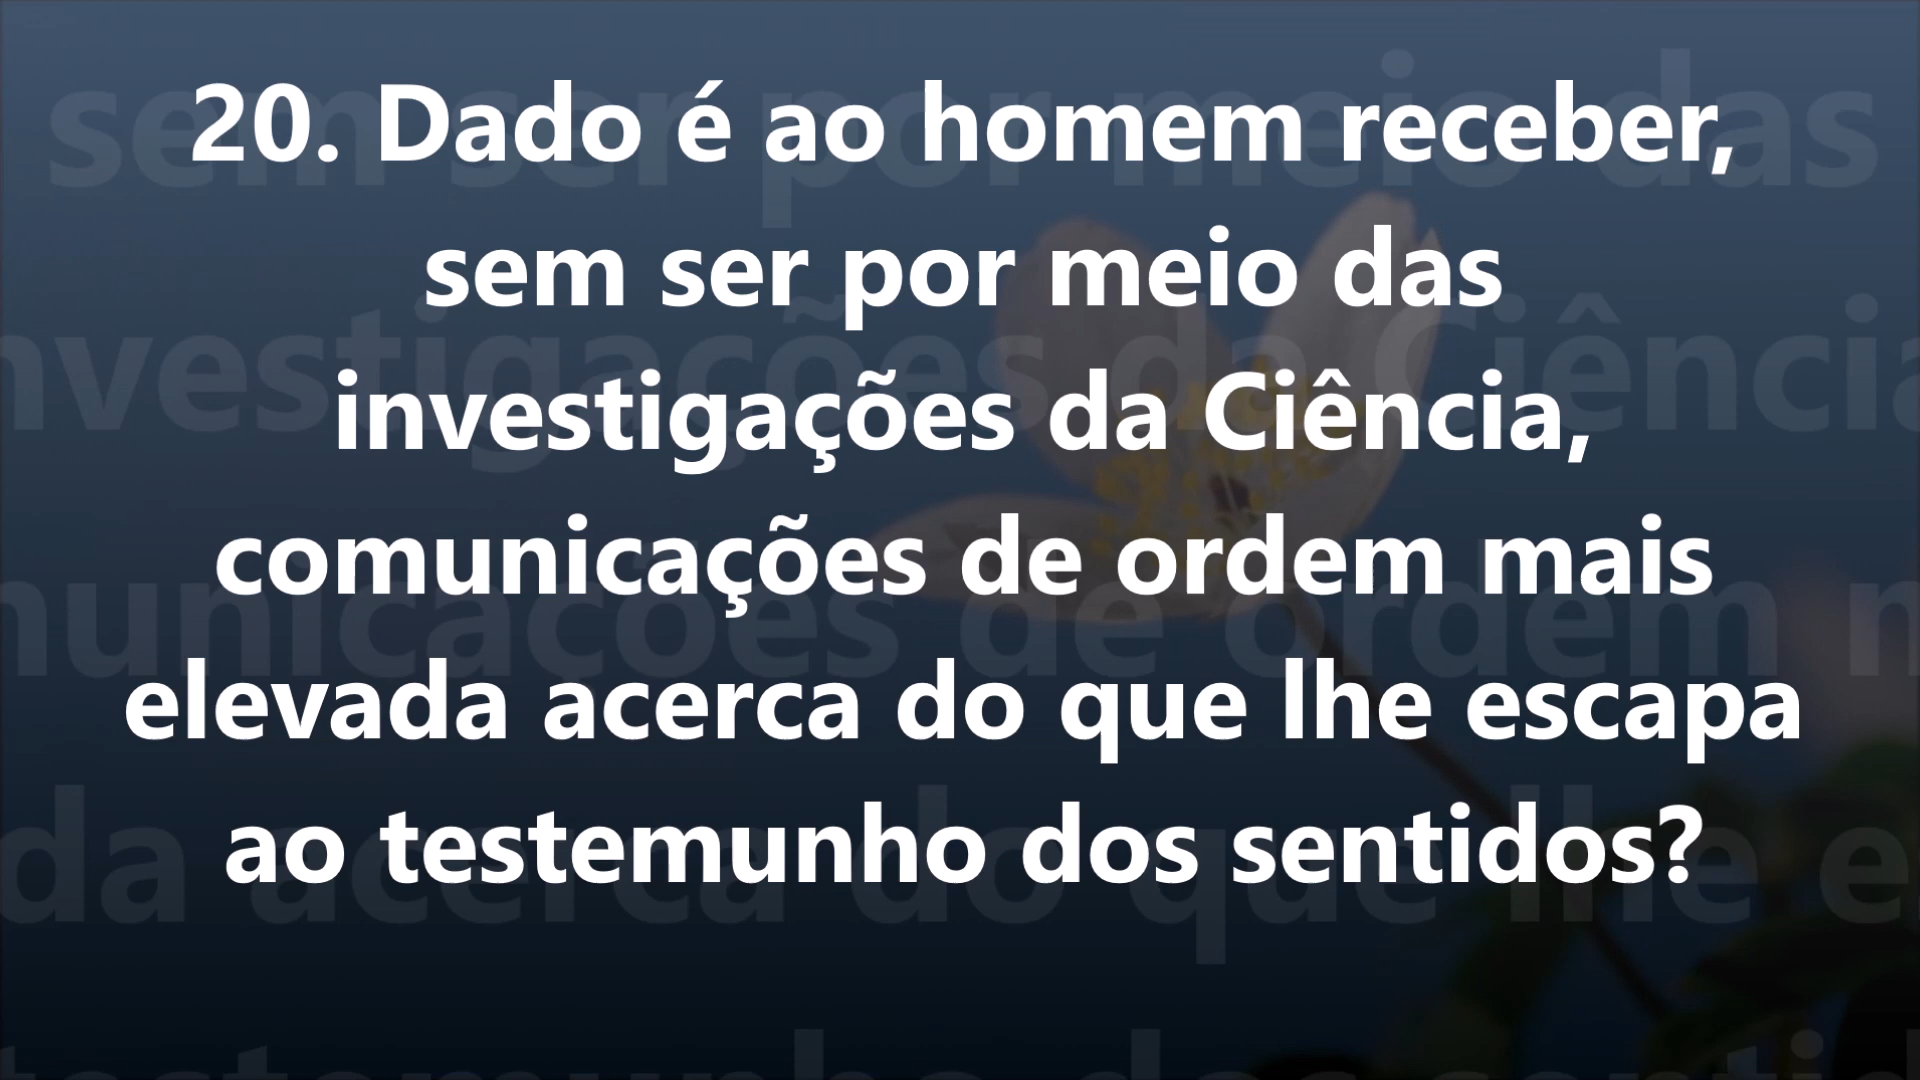 20. Dado é ao homem receber,
sem ser por meio das
investigações da Ciência,
comunicações de ordem mais
elevada acerca do que lhe escapa
ao testemunho dos sentidos?